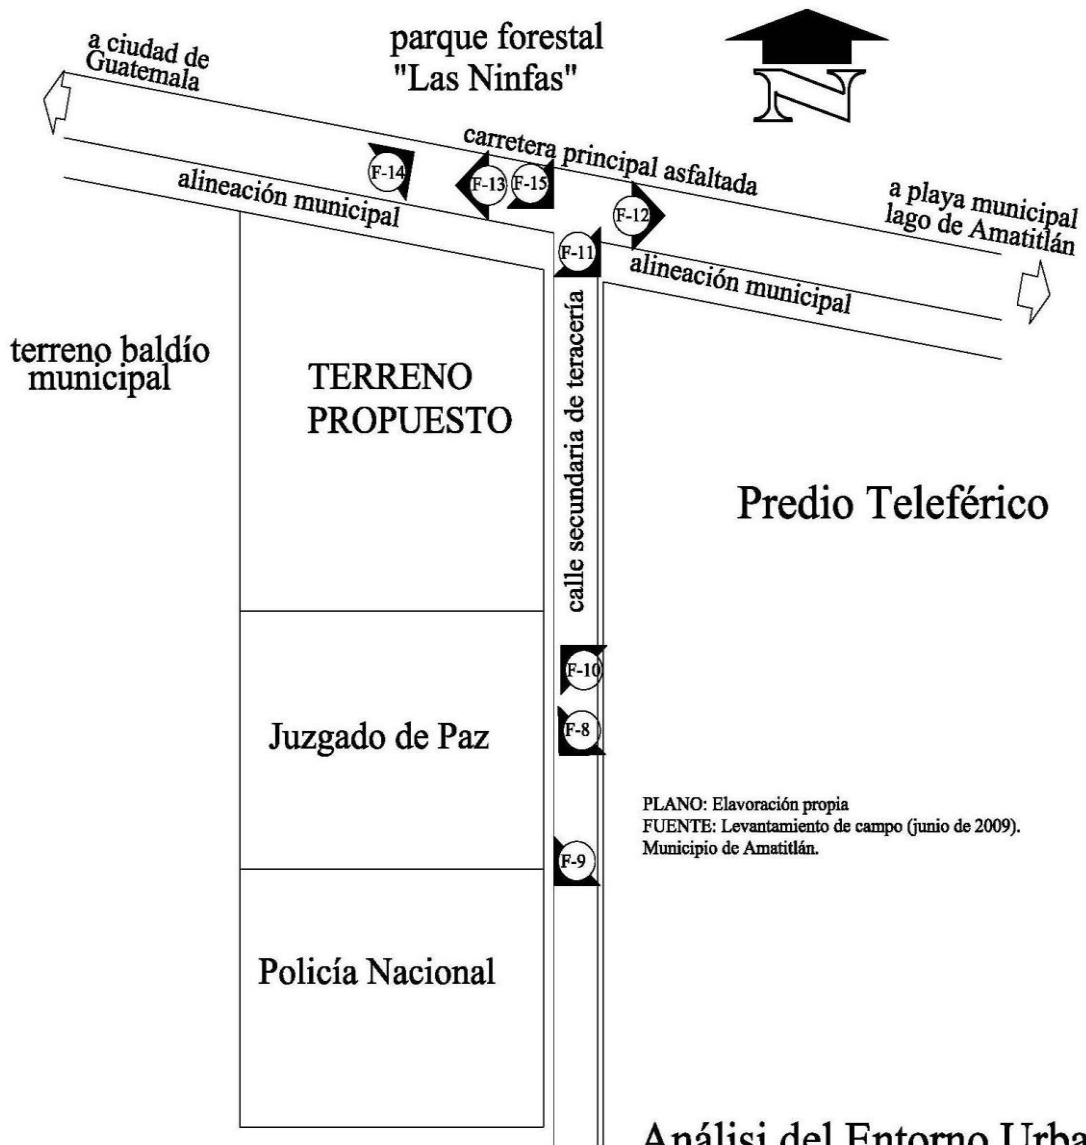 a ciudad de
Guatemala
parque forestal
"Las Ninfas"
N
carretera principal asfaltada
a playa municipal
lago de Amatitlán
F-14
F-13
F-15
F-12
F-11
alineación municipal
alineación municipal
terreno baldío
municipal
TERRENO
PROPUESTO
calle secundaria de teracería
Predio Teleférico
F-10
F-8
Juzgado de Paz
PLANO: Elavoración propia
FUENTE: Levantamiento de campo (junio de 2009).
Municipio de Amatitlán.
F-9
Policía Nacional
Análisi del Entorno Urba